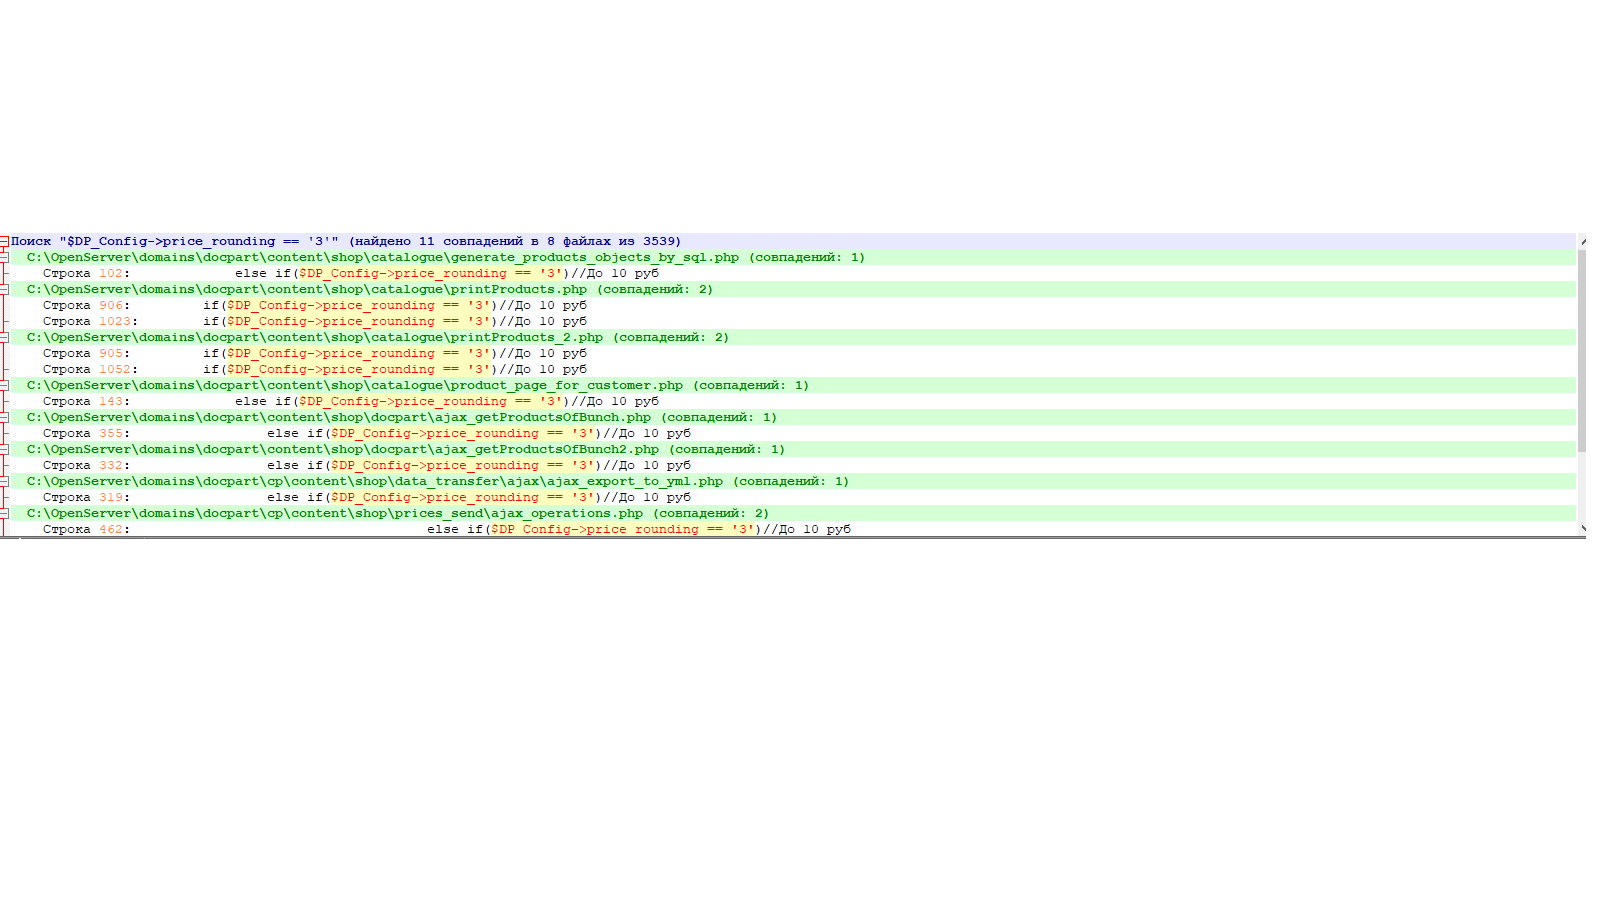 Поиск "$DP_Config->price_rounding == '3'" (найдено 11 совпадений в 8 файлах из 3539)
C:\OpenServer\domains\docpart\content\shop\catalogue\generate_products_objects_by_sql.php (совпадений: 1)
Строка 102: else if($DP_Config->price_rounding == '3')//До 10 руб
C:\OpenServer\domains\docpart\content\shop\catalogue\printProducts.php (совпадений: 2)
Строка 906: if($DP_Config->price_rounding == '3')//До 10 руб
Строка 1023: if($DP_Config->price_rounding == '3')//До 10 руб
C:\OpenServer\domains\docpart\content\shop\catalogue\printProducts_2.php (совпадений: 2)
Строка 905: if($DP_Config->price_rounding == '3')//До 10 руб
Строка 1052: if($DP_Config->price_rounding == '3')//До 10 руб
C:\OpenServer\domains\docpart\content\shop\catalogue\product_page_for_customer.php (совпадений: 1)
Строка 143: else if($DP_Config->price_rounding == '3')//До 10 руб
C:\OpenServer\domains\docpart\content\shop\docpart\ajax_getProductsOfBunch.php (совпадений: 1)
Строка 355: else if($DP_Config->price_rounding == '3')//До 10 руб
C:\OpenServer\domains\docpart\content\shop\docpart\ajax_getProductsOfBunch2.php (совпадений: 1)
Строка 332: else if($DP_Config->price_rounding == '3')//До 10 руб
C:\OpenServer\domains\docpart\cp\content\shop\data_transfer\ajax\ajax_export_to_yml.php (совпадений: 1)
Строка 319: else if($DP_Config->price_rounding == '3')//До 10 руб
C:\OpenServer\domains\docpart\cp\content\shop\prices_send\ajax_operations.php (совпадений: 2)
Строка 462: else if($DP_Config->price_rounding == '3')//До 10 руб